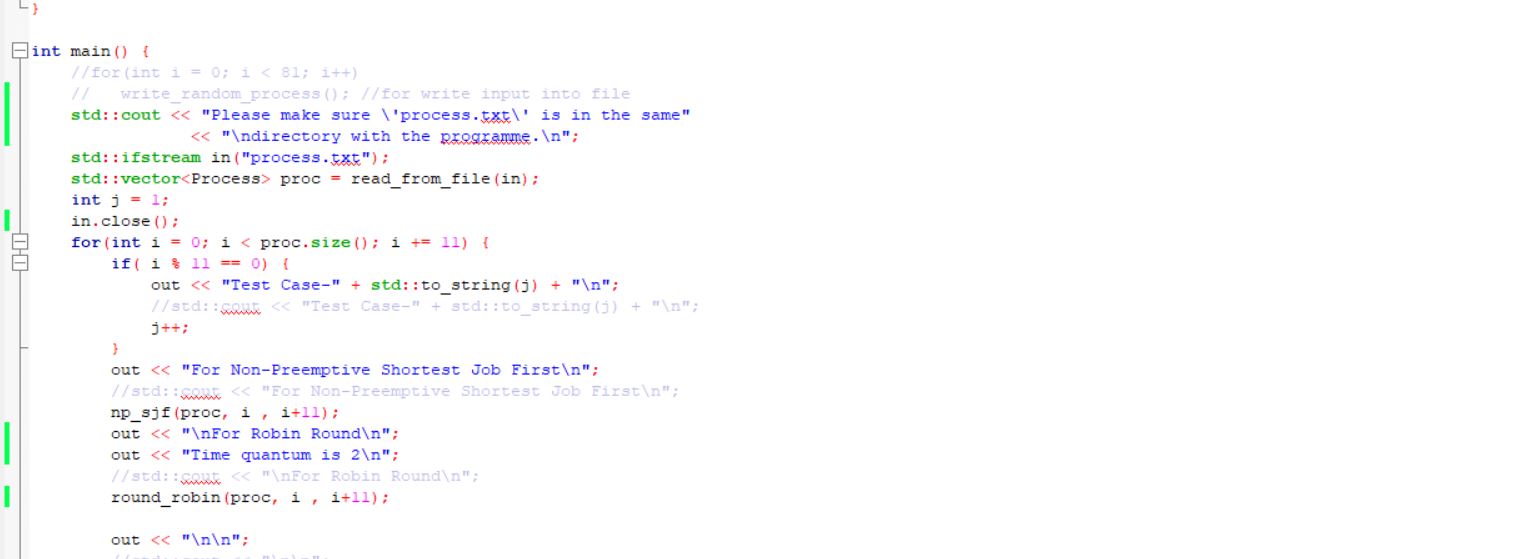 }
int main() {
//for(int i = 0; i < 81; i++)
//   write_random_process(); //for write input into file
std::cout << "Please make sure \'process.txt\' is in the same"
<< "\ndirectory with the programme.\n";
std::ifstream in("process.txt");
std::vector<Process> proc = read_from_file(in);
int j = 1;
in.close();
for(int i = 0; i < proc.size(); i += 11) {
if( i % 11 == 0) {
out << "Test Case-" + std::to_string(j) + "\n";
//std::cout << "Test Case-" + std::to_string(j) + "\n";
j++;
}
out << "For Non-Preemptive Shortest Job First\n";
//std::cout << "For Non-Preemptive Shortest Job First\n";
np_sjf(proc, i , i+11);
out << "\nFor Robin Round\n";
out << "Time quantum is 2\n";
//std::cout << "\nFor Robin Round\n";
round_robin(proc, i , i+11);
out << "\n\n";